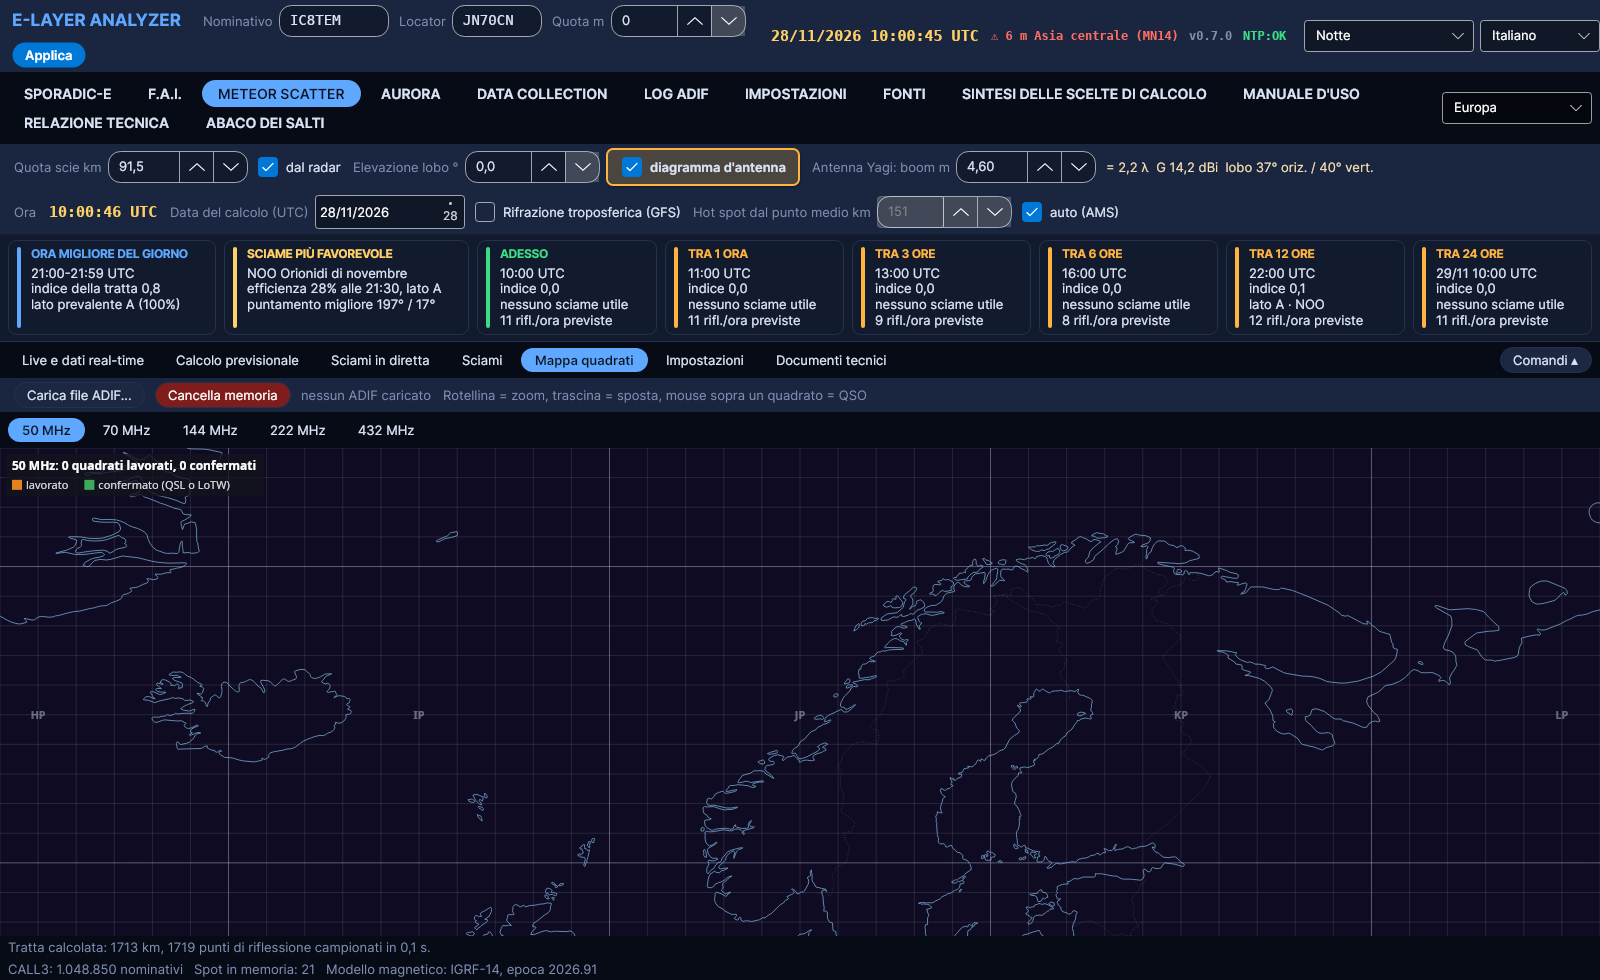 E-LAYER ANALYZER
Nominativo IC8TEM Locator JN70CN Quota m 0
28/11/2026 10:00:45 UTC ⚠ 6 m Asia centrale (MN14) v0.7.0 NTP:OK Notte Italiano
Applica
SPORADIC-E F.A.I. METEOR SCATTER AURORA DATA COLLECTION LOG ADIF IMPOSTAZIONI FONTI SINTESI DELLE SCELTE DI CALCOLO MANUALE D'USO
RELAZIONE TECNICA ABACO DEI SALTI
Europa
Quota scie km 91,5 dal radar Elevazione lobo ° 0,0 diagramma d'antenna Antenna Yagi: boom m 4,60 = 2,2 λ G 14,2 dBi lobo 37° oriz. / 40° vert.
Ora 10:00:46 UTC Data del calcolo (UTC) 28/11/2026 28 Rifrazione troposferica (GFS) Hot spot dal punto medio km 151 auto (AMS)
ORA MIGLIORE DEL GIORNO
21:00-21:59 UTC
indice della tratta 0,8
lato prevalente A (100%)
SCIAME PIÙ FAVOREVOLE
NOO Orionidi di novembre
efficienza 28% alle 21:30, lato A
puntamento migliore 197° / 17°
ADESSO
10:00 UTC
indice 0,0
nessuno sciame utile
11 rifl./ora previste
TRA 1 ORA
11:00 UTC
indice 0,0
nessuno sciame utile
11 rifl./ora previste
TRA 3 ORE
13:00 UTC
indice 0,0
nessuno sciame utile
9 rifl./ora previste
TRA 6 ORE
16:00 UTC
indice 0,0
nessuno sciame utile
8 rifl./ora previste
TRA 12 ORE
22:00 UTC
indice 0,1
lato A · NOO
12 rifl./ora previste
TRA 24 ORE
29/11 10:00 UTC
indice 0,0
nessuno sciame utile
11 rifl./ora previste
Live e dati real-time Calcolo previsionale Sciami in diretta Sciami Mappa quadrati Impostazioni Documenti tecnici Comandi ▴
Carica file ADIF... Cancella memoria nessun ADIF caricato Rotellina = zoom, trascina = sposta, mouse sopra un quadrato = QSO
50 MHz 70 MHz 144 MHz 222 MHz 432 MHz
50 MHz: 0 quadrati lavorati, 0 confermati
lavorato confermato (QSL o LoTW)
HP IP JP KP LP
Tratta calcolata: 1713 km, 1719 punti di riflessione campionati in 0,1 s.
CALL3: 1.048.850 nominativi Spot in memoria: 21 Modello magnetico: IGRF-14, epoca 2026.91